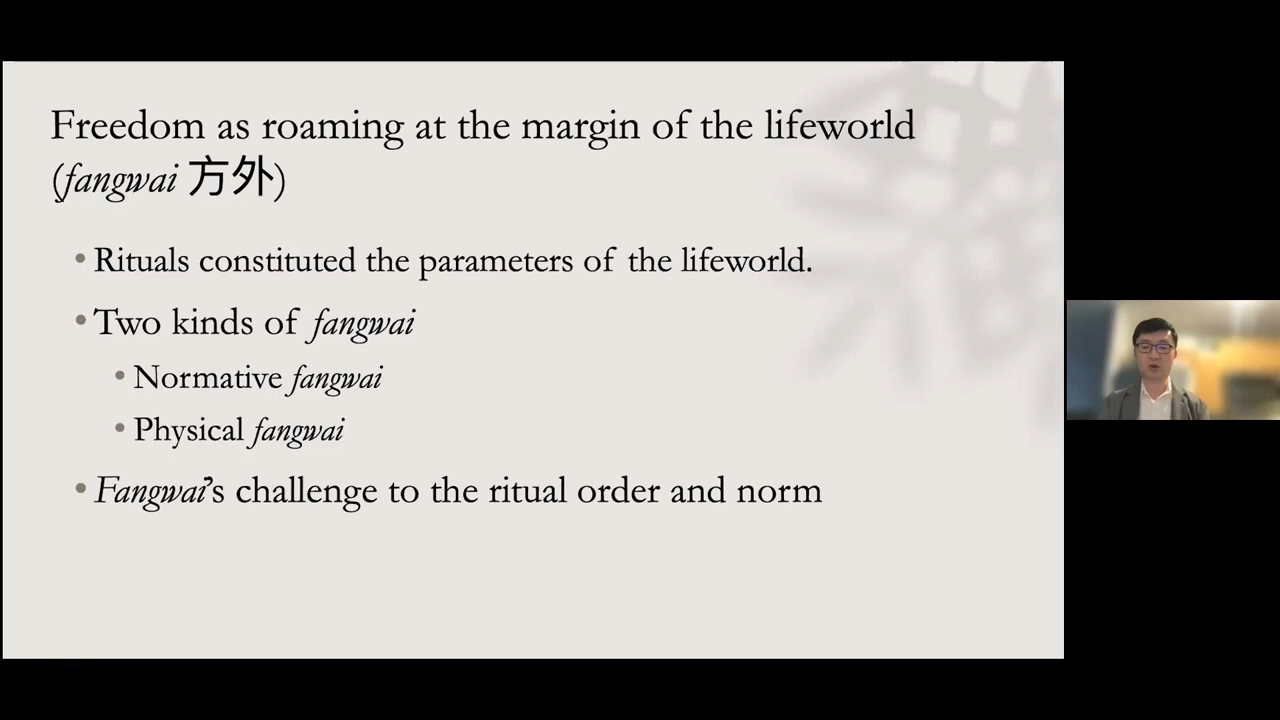 Freedom as roaming at the margin of the lifeworld
(fangwai 方外)
• Rituals constituted the parameters of the lifeworld.
• Two kinds of fangwai
• Normative fangwai
• Physical fangwai
• Fangwai's challenge to the ritual order and norm